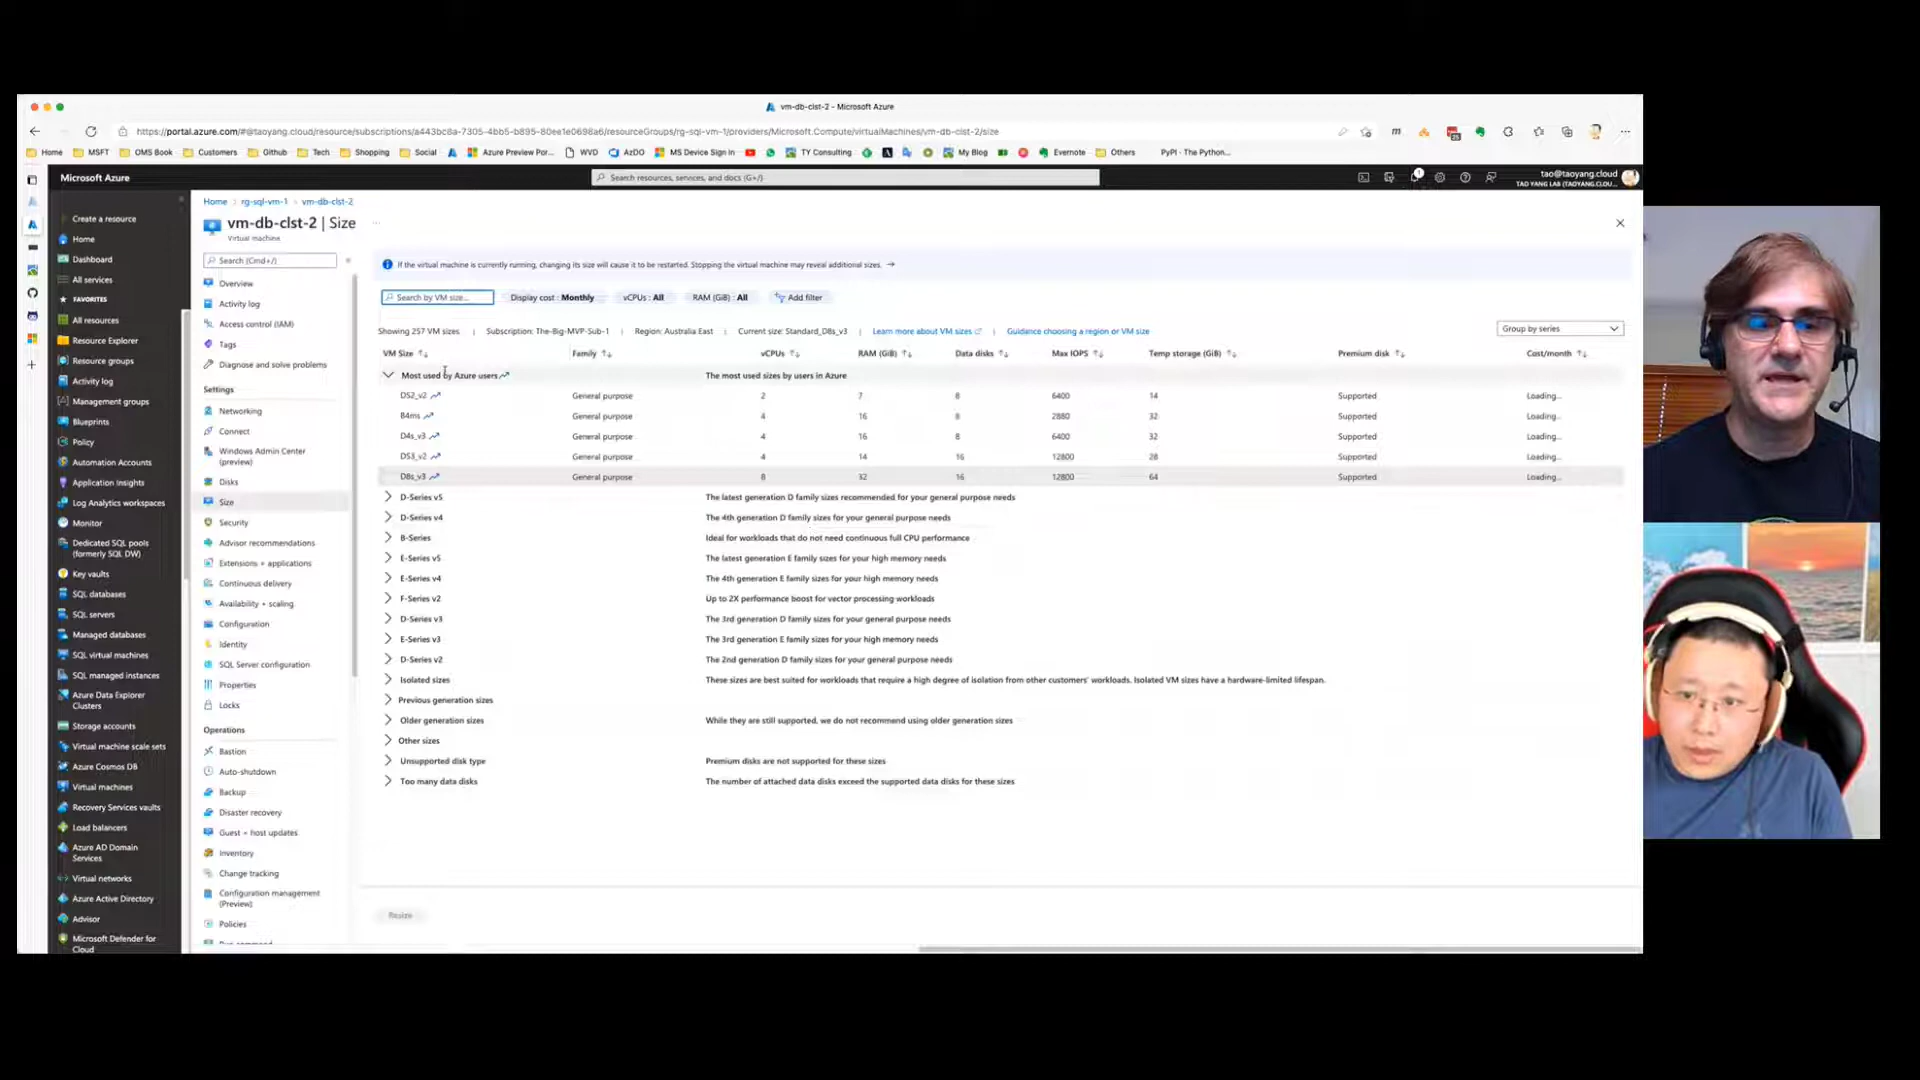 vm-db-clst-2 - Microsoft Azure
https://portal.azure.com/#@taoyang.cloud/resource/subscriptions/a443bc8a-7305-4bb5-b895-80ee1e0698a6/resourceGroups/rg-sql-vm-1/providers/Microsoft.Compute/virtualMachines/vm-db-clst-2/size
Home MSFT OMS Book Customers Github Tech Shopping Social Azure Preview Por... WVD AzDO MS Device Sign in TY Consulting My Blog Evernote Others PyPI - The Python...
Microsoft Azure
Search resources, services, and docs (G+/)
1
tao@taoyang.cloud
TAO YANG LAB (TAOYANG.CLOU...
Create a resource
Home
Dashboard
All services
FAVORITES
All resources
Resource Explorer
Resource groups
Activity log
Management groups
Blueprints
Policy
Automation Accounts
Application Insights
Log Analytics workspaces
Monitor
Dedicated SQL pools
(formerly SQL DW)
Key vaults
SQL databases
SQL servers
Managed databases
SQL virtual machines
SQL managed instances
Azure Data Explorer
Clusters
Storage accounts
Virtual machine scale sets
Azure Cosmos DB
Virtual machines
Recovery Services vaults
Load balancers
Azure AD Domain
Services
Virtual networks
Azure Active Directory
Advisor
Microsoft Defender for
Cloud
Home > rg-sql-vm-1 > vm-db-clst-2
vm-db-clst-2 | Size ...
Virtual machine
Search (Cmd+/)
Overview
Activity log
Access control (IAM)
Tags
Diagnose and solve problems
Settings
Networking
Connect
Windows Admin Center
(preview)
Disks
Size
Security
Advisor recommendations
Extensions + applications
Continuous delivery
Availability + scaling
Configuration
Identity
SQL Server configuration
Properties
Locks
Operations
Bastion
Auto-shutdown
Backup
Disaster recovery
Guest + host updates
Inventory
Change tracking
Configuration management
(Preview)
Policies
Run command
If the virtual machine is currently running, changing its size will cause it to be restarted. Stopping the virtual machine may reveal additional sizes. →
Search by VM size... Display cost : Monthly vCPUs : All RAM (GiB) : All Add filter
Showing 257 VM sizes | Subscription: The-Big-MVP-Sub-1 | Region: Australia East | Current size: Standard_D8s_v3 | Learn more about VM sizes | Guidance choosing a region or VM size
Group by series
VM Size Family vCPUs RAM (GiB) Data disks Max IOPS Temp storage (GiB) Premium disk Cost/month
Most used by Azure users The most used sizes by users in Azure
DS2_v2 General purpose 2 7 8 6400 14 Supported Loading...
B4ms General purpose 4 16 8 2880 32 Supported Loading...
D4s_v3 General purpose 4 16 8 6400 32 Supported Loading...
DS3_v2 General purpose 4 14 16 12800 28 Supported Loading...
D8s_v3 General purpose 8 32 16 12800 64 Supported Loading...
D-Series v5 The latest generation D family sizes recommended for your general purpose needs
D-Series v4 The 4th generation D family sizes for your general purpose needs
B-Series Ideal for workloads that do not need continuous full CPU performance
E-Series v5 The latest generation E family sizes for your high memory needs
E-Series v4 The 4th generation E family sizes for your high memory needs
F-Series v2 Up to 2X performance boost for vector processing workloads
D-Series v3 The 3rd generation D family sizes for your general purpose needs
E-Series v3 The 3rd generation E family sizes for your high memory needs
D-Series v2 The 2nd generation D family sizes for your general purpose needs
Isolated sizes These sizes are best suited for workloads that require a high degree of isolation from other customers' workloads. Isolated VM sizes have a hardware-limited lifespan.
Previous generation sizes
Older generation sizes While they are still supported, we do not recommend using older generation sizes
Other sizes
Unsupported disk type Premium disks are not supported for these sizes
Too many data disks The number of attached data disks exceed the supported data disks for these sizes
Resize